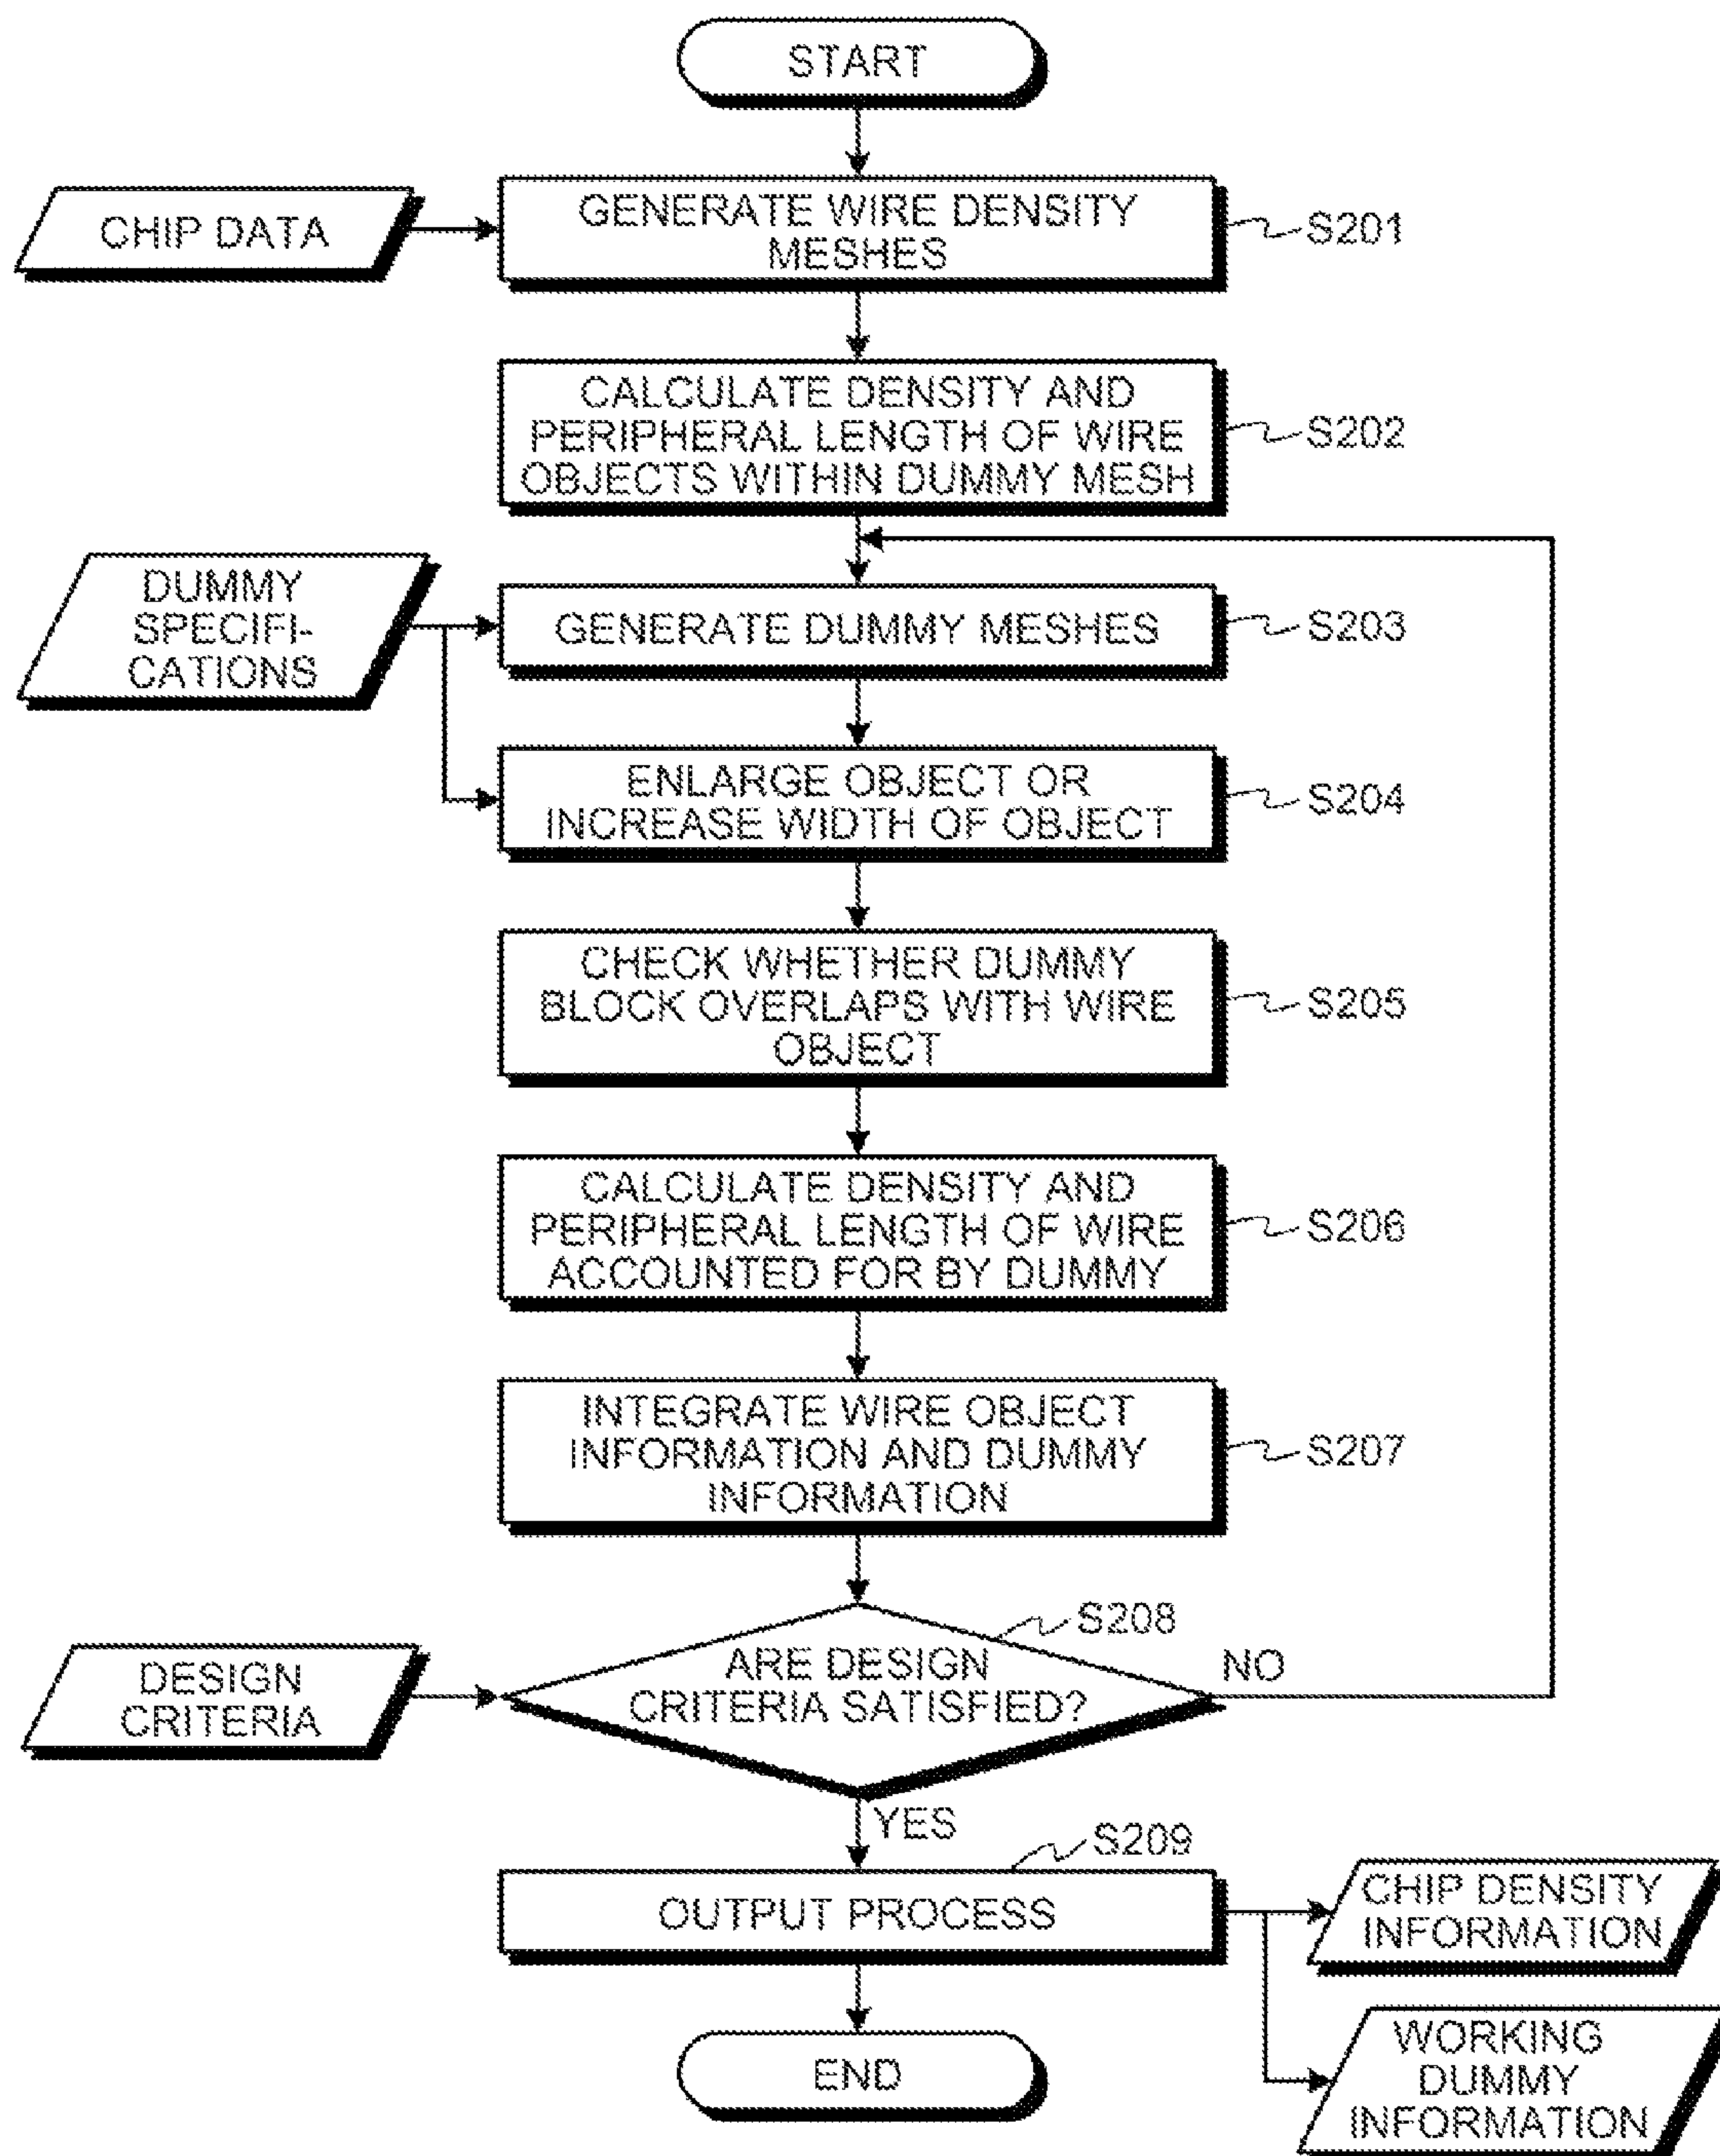 START
CHIP DATA
GENERATE WIRE DENSITY
MESHES
S201
CALCULATE DENSITY AND
PERIPHERAL LENGTH OF WIRE
OBJECTS WITHIN DUMMY MESH
S202
DUMMY
SPECIFI-
CATIONS
GENERATE DUMMY MESHES
S203
ENLARGE OBJECT OR
INCREASE WIDTH OF OBJECT
S204
CHECK WHETHER DUMMY
BLOCK OVERLAPS WITH WIRE
OBJECT
S205
CALCULATE DENSITY AND
PERIPHERAL LENGTH OF WIRE
ACCOUNTED FOR BY DUMMY
S206
INTEGRATE WIRE OBJECT
INFORMATION AND DUMMY
INFORMATION
S207
S208
DESIGN
CRITERIA
ARE DESIGN
CRITERIA SATISFIED?
NO
YES
S209
OUTPUT PROCESS
CHIP DENSITY
INFORMATION
WORKING
DUMMY
INFORMATION
END